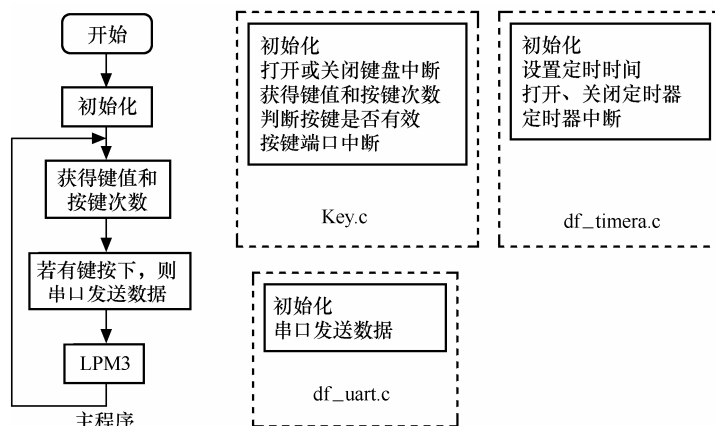 开始
初始化
获得键值和
按键次数
若有键按下，则
串口发送数据
LPM3
主程序
初始化
打开或关闭键盘中断
获得键值和按键次数
判断按键是否有效
按键端口中断
Key.c
初始化
设置定时时间
打开、关闭定时器
定时器中断
df_timera.c
初始化
串口发送数据
df_uart.c